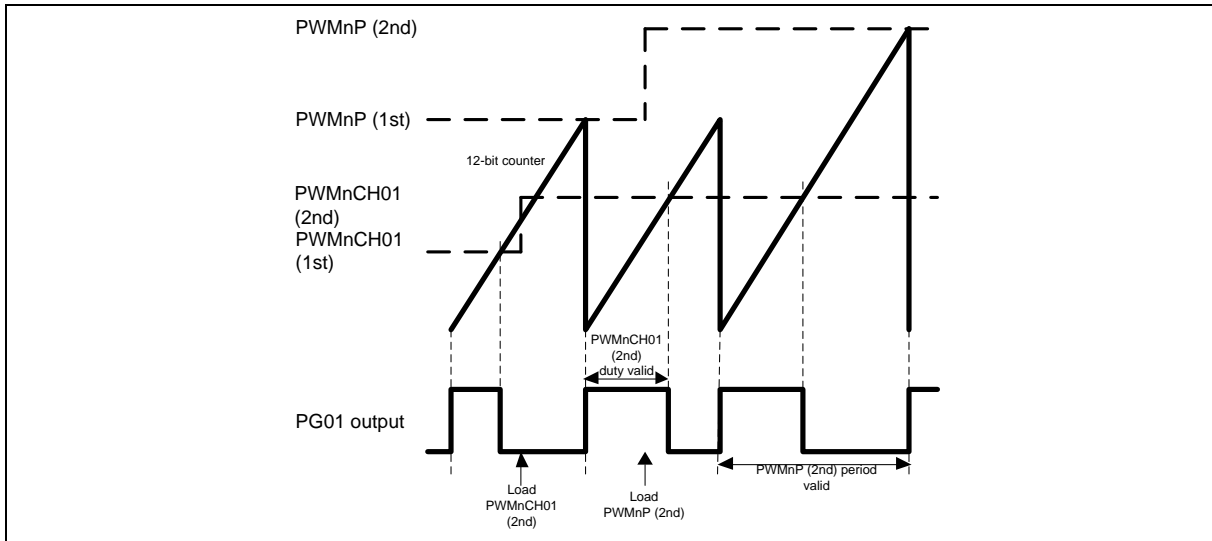 PWMnP (2nd)
PWMnP (1st)
12-bit counter
PWMnCH01
(2nd)
PWMnCH01
(1st)
PWMnCH01
(2nd)
duty valid
PG01 output
PWMnP (2nd) period
valid
Load
PWMnCH01
(2nd)
Load
PWMnP (2nd)